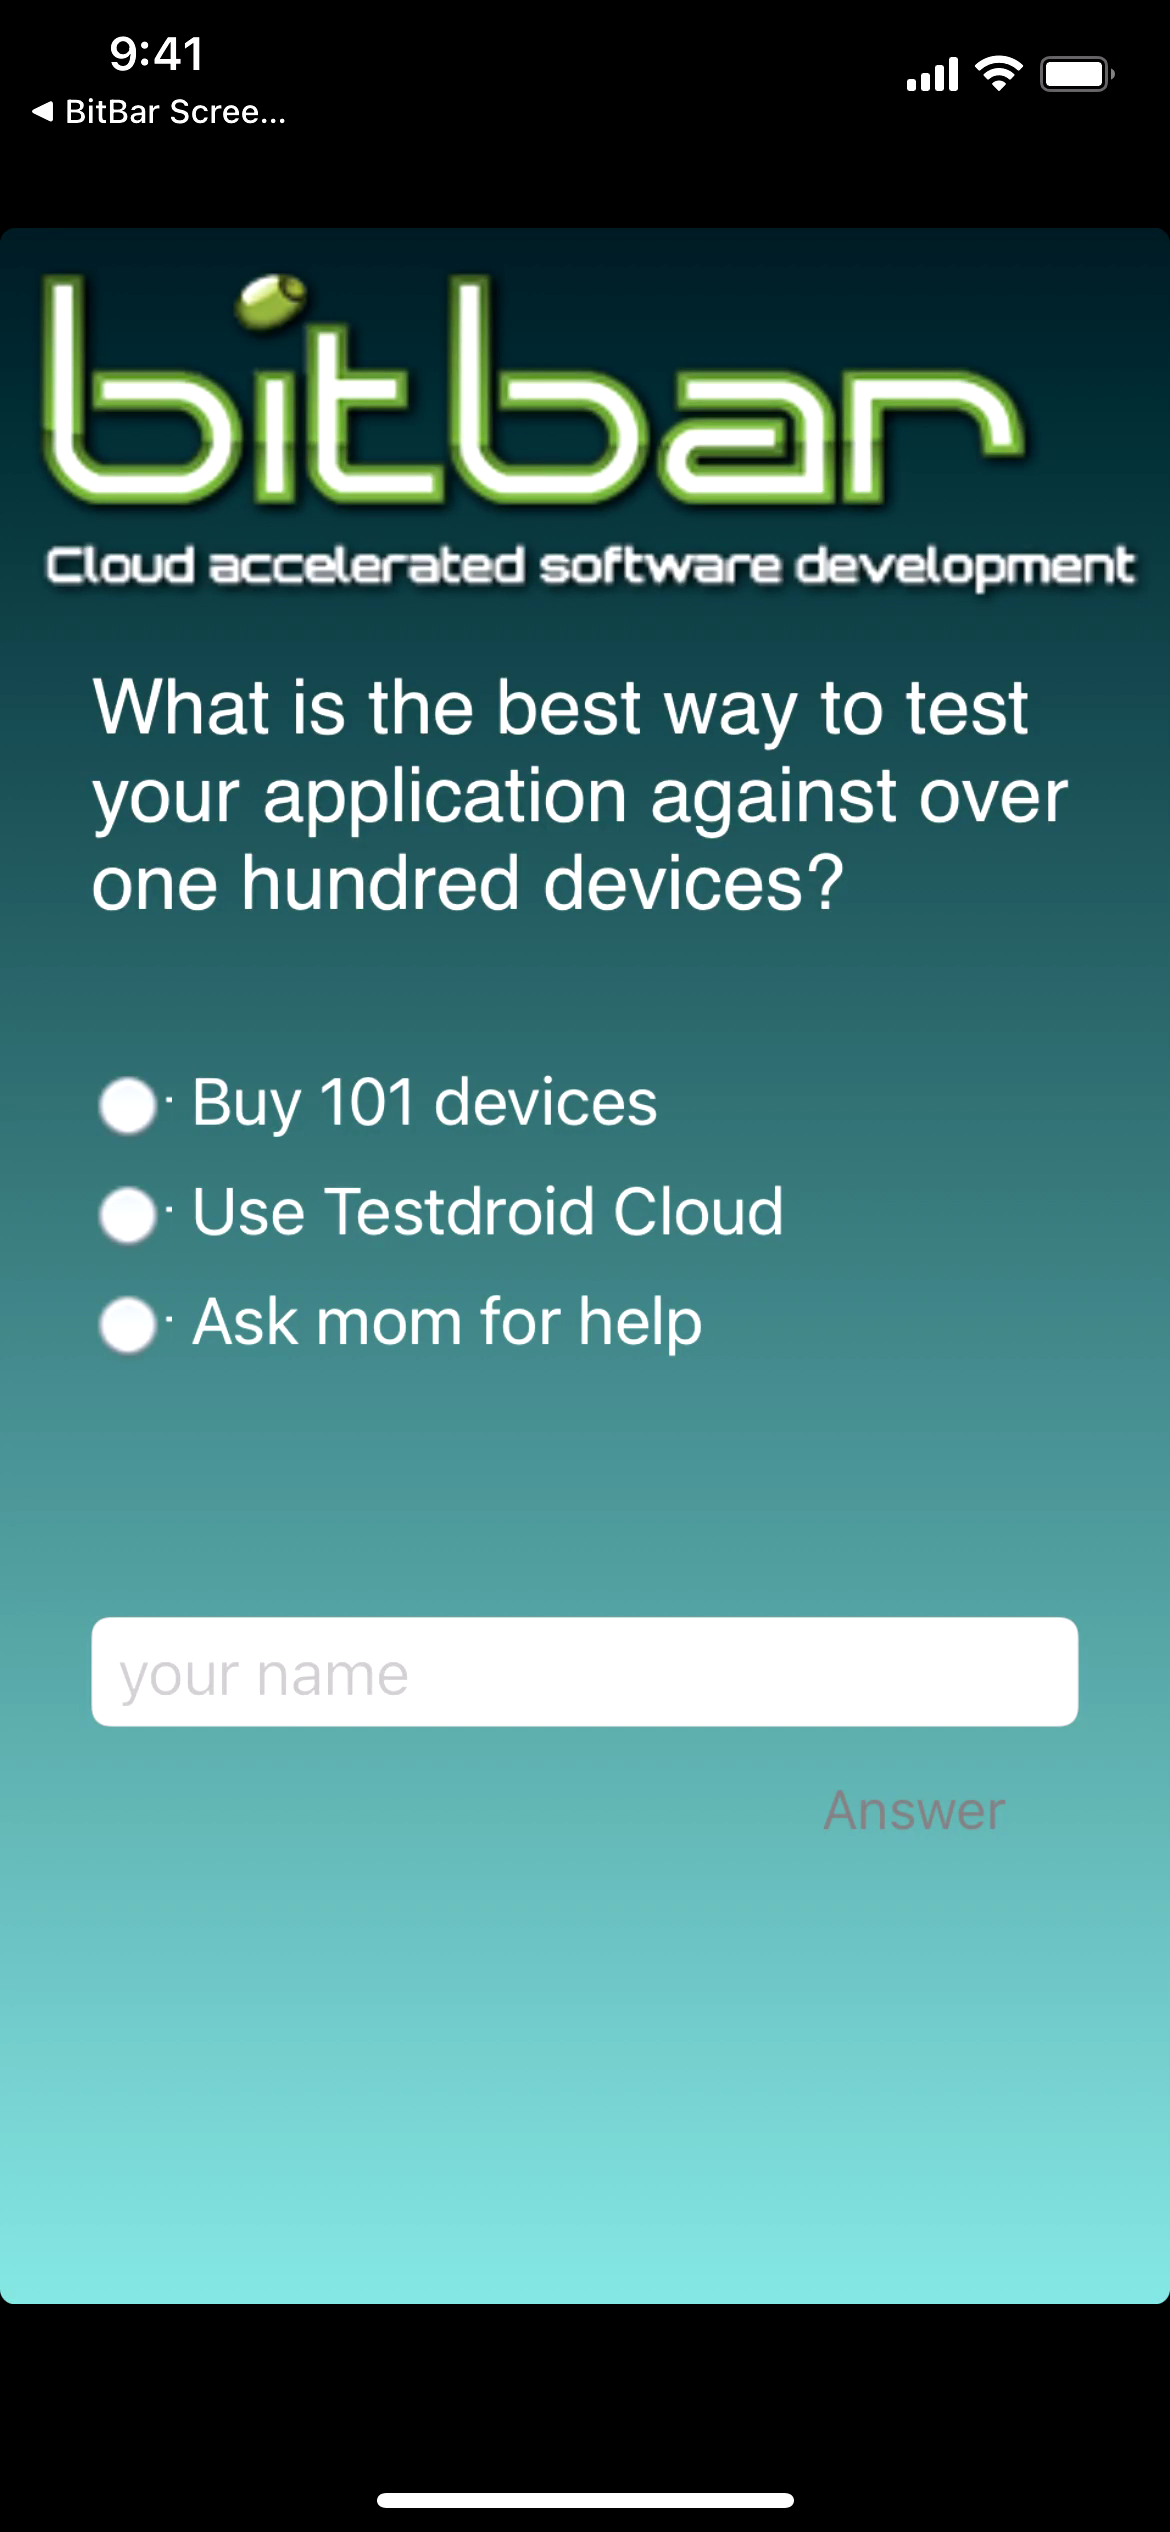 9:41
◀ BitBar Scree...
bitbar
Cloud accelerated software development
What is the best way to test
your application against over
one hundred devices?
Buy 101 devices
Use Testdroid Cloud
Ask mom for help
your name
Answer